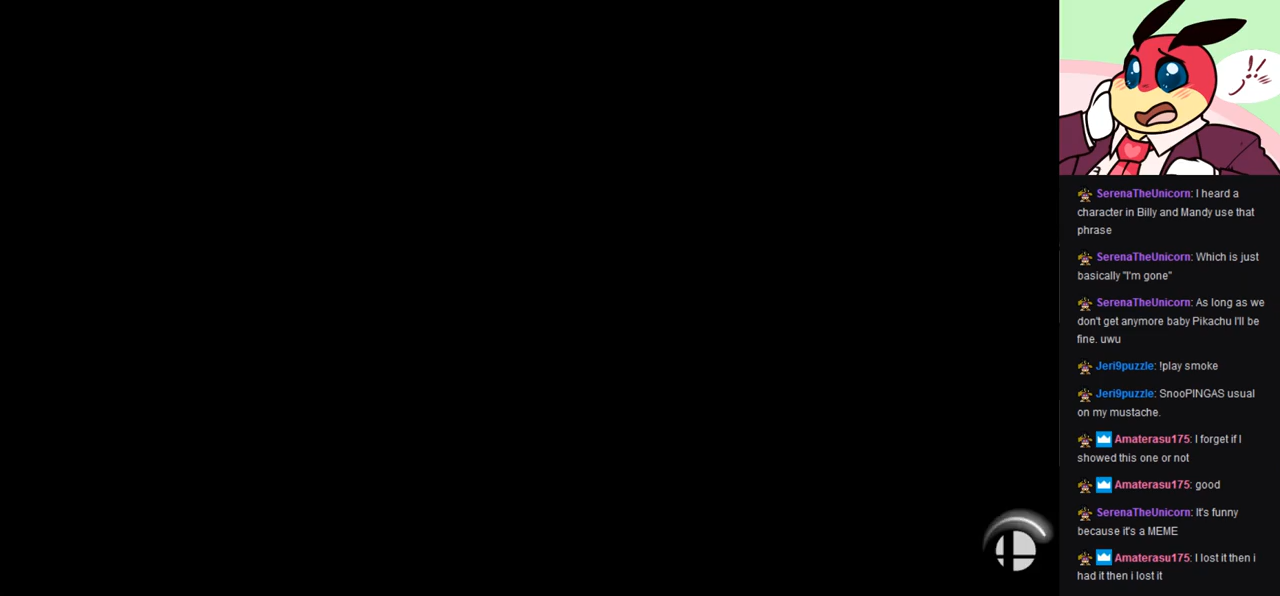 !!
SerenaTheUnicorn: I heard a
character in Billy and Mandy use that
phrase
SerenaTheUnicorn: Which is just
basically "I'm gone"
SerenaTheUnicorn: As long as we
don't get anymore baby Pikachu I'll be
fine. uwu
Jeri9puzzle: !play smoke
Jeri9puzzle: SnooPINGAS usual
on my mustache.
Amaterasu175: I forget if I
showed this one or not
Amaterasu175: good
SerenaTheUnicorn: It's funny
because it's a MEME
Amaterasu175: I lost it then i
had it then i lost it